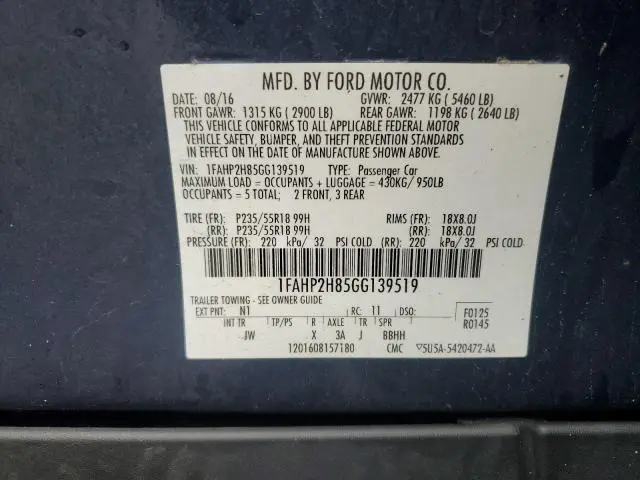 MFD. BY FORD MOTOR CO.
DATE: 08/16 GVWR: 2477 KG ( 5460 LB)
FRONT GAWR: 1315 KG ( 2900 LB) REAR GAWR: 1198 KG ( 2640 LB)
THIS VEHICLE CONFORMS TO ALL APPLICABLE FEDERAL MOTOR
VEHICLE SAFETY, BUMPER, AND THEFT PREVENTION STANDARDS
IN EFFECT ON THE DATE OF MANUFACTURE SHOWN ABOVE.
VIN: 1FAHP2H85GG139519 TYPE: Passenger Car
MAXIMUM LOAD = OCCUPANTS + LUGGAGE = 430KG/ 950LB
OCCUPANTS = 5 TOTAL; 2 FRONT, 3 REAR
TIRE (FR): P235/55R18 99H RIMS (FR): 18X8.0J
(RR): P235/55R18 99H (RR): 18X8.0J
PRESSURE (FR): 220 kPa/ 32 PSI COLD (RR): 220 kPa/ 32 PSI COLD
1FAHP2H85GG139519
TRAILER TOWING - SEE OWNER GUIDE
EXT PNT: N1 RC: 11 DSO: F0125
INT TR TP/PS R AXLE TR SPR R0145
JW X 3A J BBHH
1201608157180 CMC ▽5U5A-5420472-AA